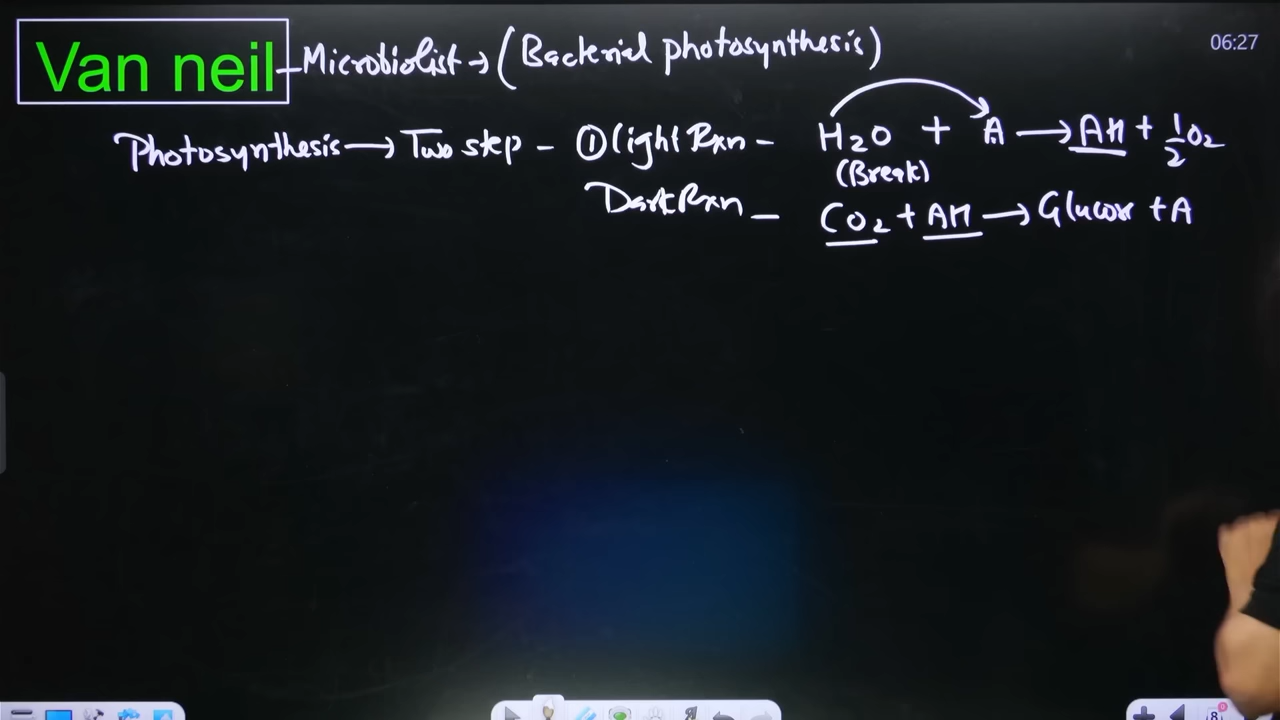 Van neil - Microbiolist → (Bacterial photosynthesis)
06:27
Photosynthesis → Two step - ① light Rxn - H2O + A → AH + 1/2 O2
(Break)
Dark Rxn - CO2 + AH → Glucose + A
8